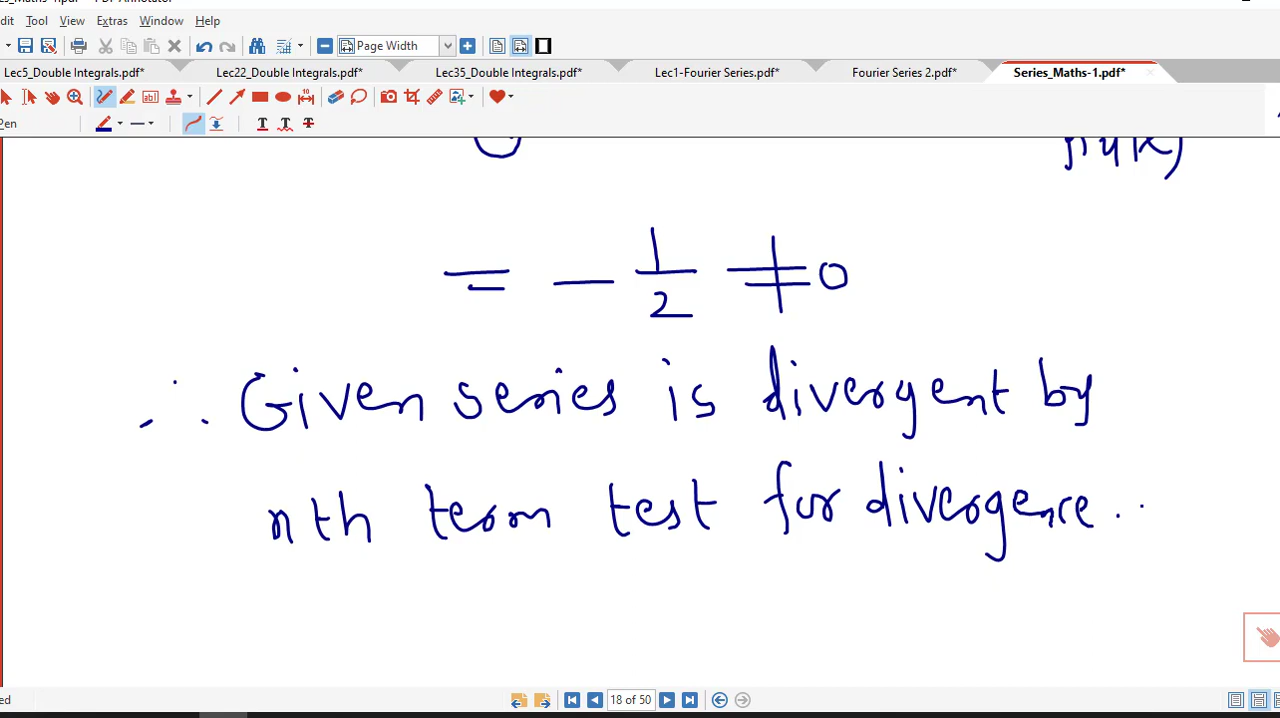 Tool View Extras Window Help
Page Width
Lec5_Double Integrals.pdf* Lec22_Double Integrals.pdf* Lec35_Double Integrals.pdf* Lec1-Fourier Series.pdf* Fourier Series 2.pdf* Series_Maths-1.pdf*
= - 1/2 ≠ 0
∴ Given series is divergent by
nth term test for divergence..
18 of 50